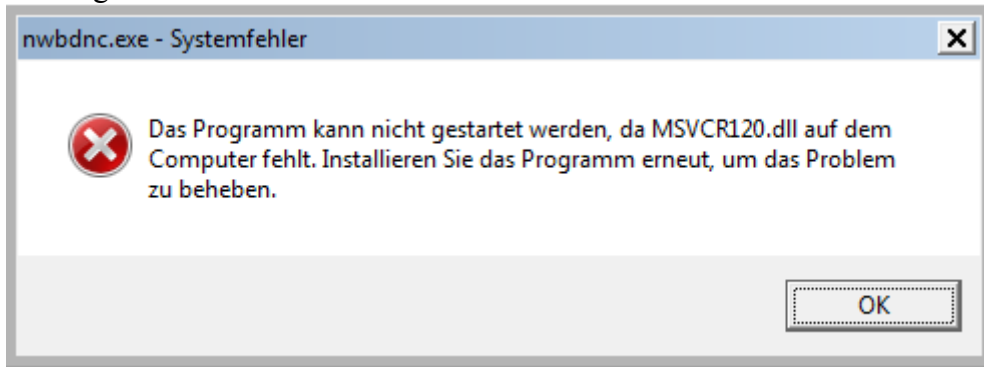 nwbdnc.exe - Systemfehler
Das Programm kann nicht gestartet werden, da MSVCR120.dll auf dem
Computer fehlt. Installieren Sie das Programm erneut, um das Problem
zu beheben.
OK